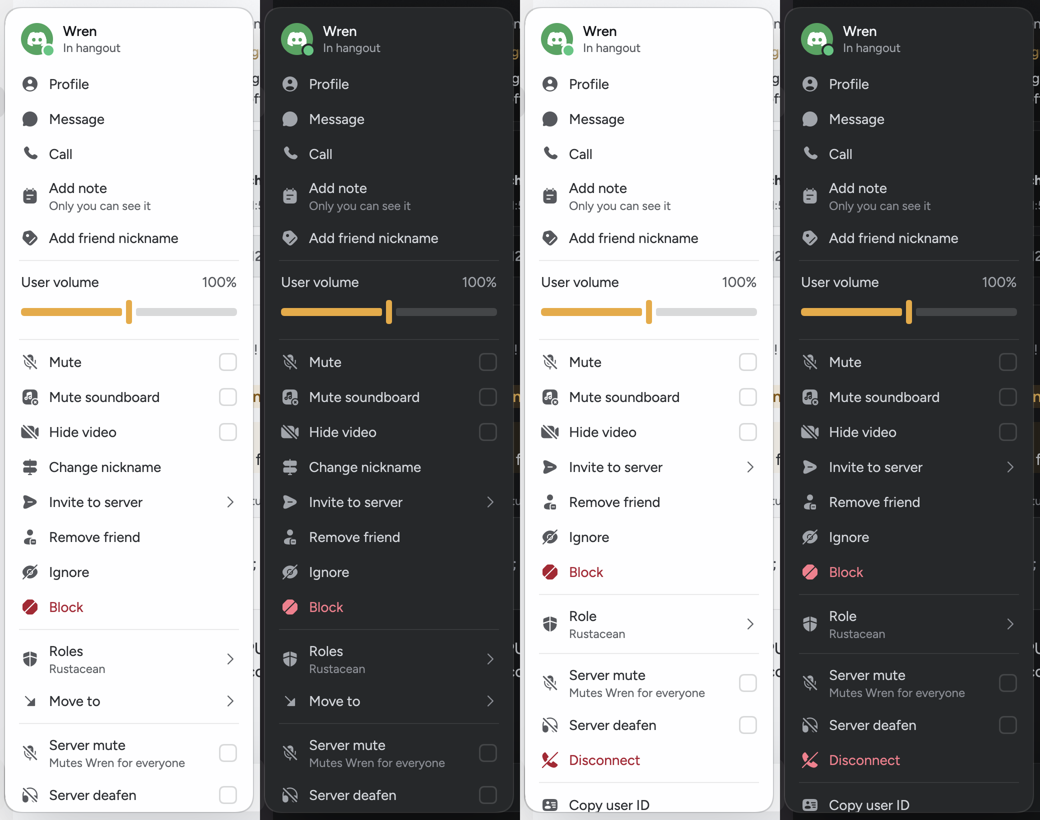 Wren
In hangout
Profile
Message
Call
Add note
Only you can see it
Add friend nickname
User volume 100%
Mute
Mute soundboard
Hide video
Change nickname
Invite to server
Remove friend
Ignore
Block
Roles
Rustacean
Move to
Server mute
Mutes Wren for everyone
Server deafen
Wren
In hangout
Profile
Message
Call
Add note
Only you can see it
Add friend nickname
User volume 100%
Mute
Mute soundboard
Hide video
Change nickname
Invite to server
Remove friend
Ignore
Block
Roles
Rustacean
Move to
Server mute
Mutes Wren for everyone
Server deafen
Wren
In hangout
Profile
Message
Call
Add note
Only you can see it
Add friend nickname
User volume 100%
Mute
Mute soundboard
Hide video
Invite to server
Remove friend
Ignore
Block
Role
Rustacean
Server mute
Mutes Wren for everyone
Server deafen
Disconnect
Copy user ID
Wren
In hangout
Profile
Message
Call
Add note
Only you can see it
Add friend nickname
User volume 100%
Mute
Mute soundboard
Hide video
Invite to server
Remove friend
Ignore
Block
Role
Rustacean
Server mute
Mutes Wren for everyone
Server deafen
Disconnect
Copy user ID